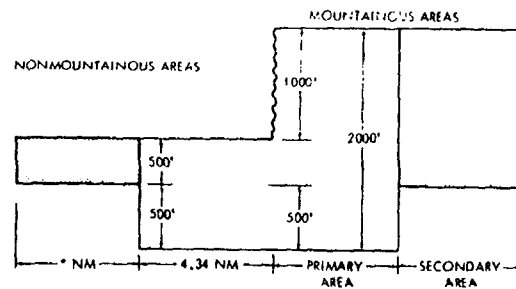 MOUNTAINOUS AREAS
NONMOUNTAINOUS AREAS
1000'
2000'
500'
500'
500'
* NM
4.34 NM
PRIMARY
AREA
SECONDARY
AREA